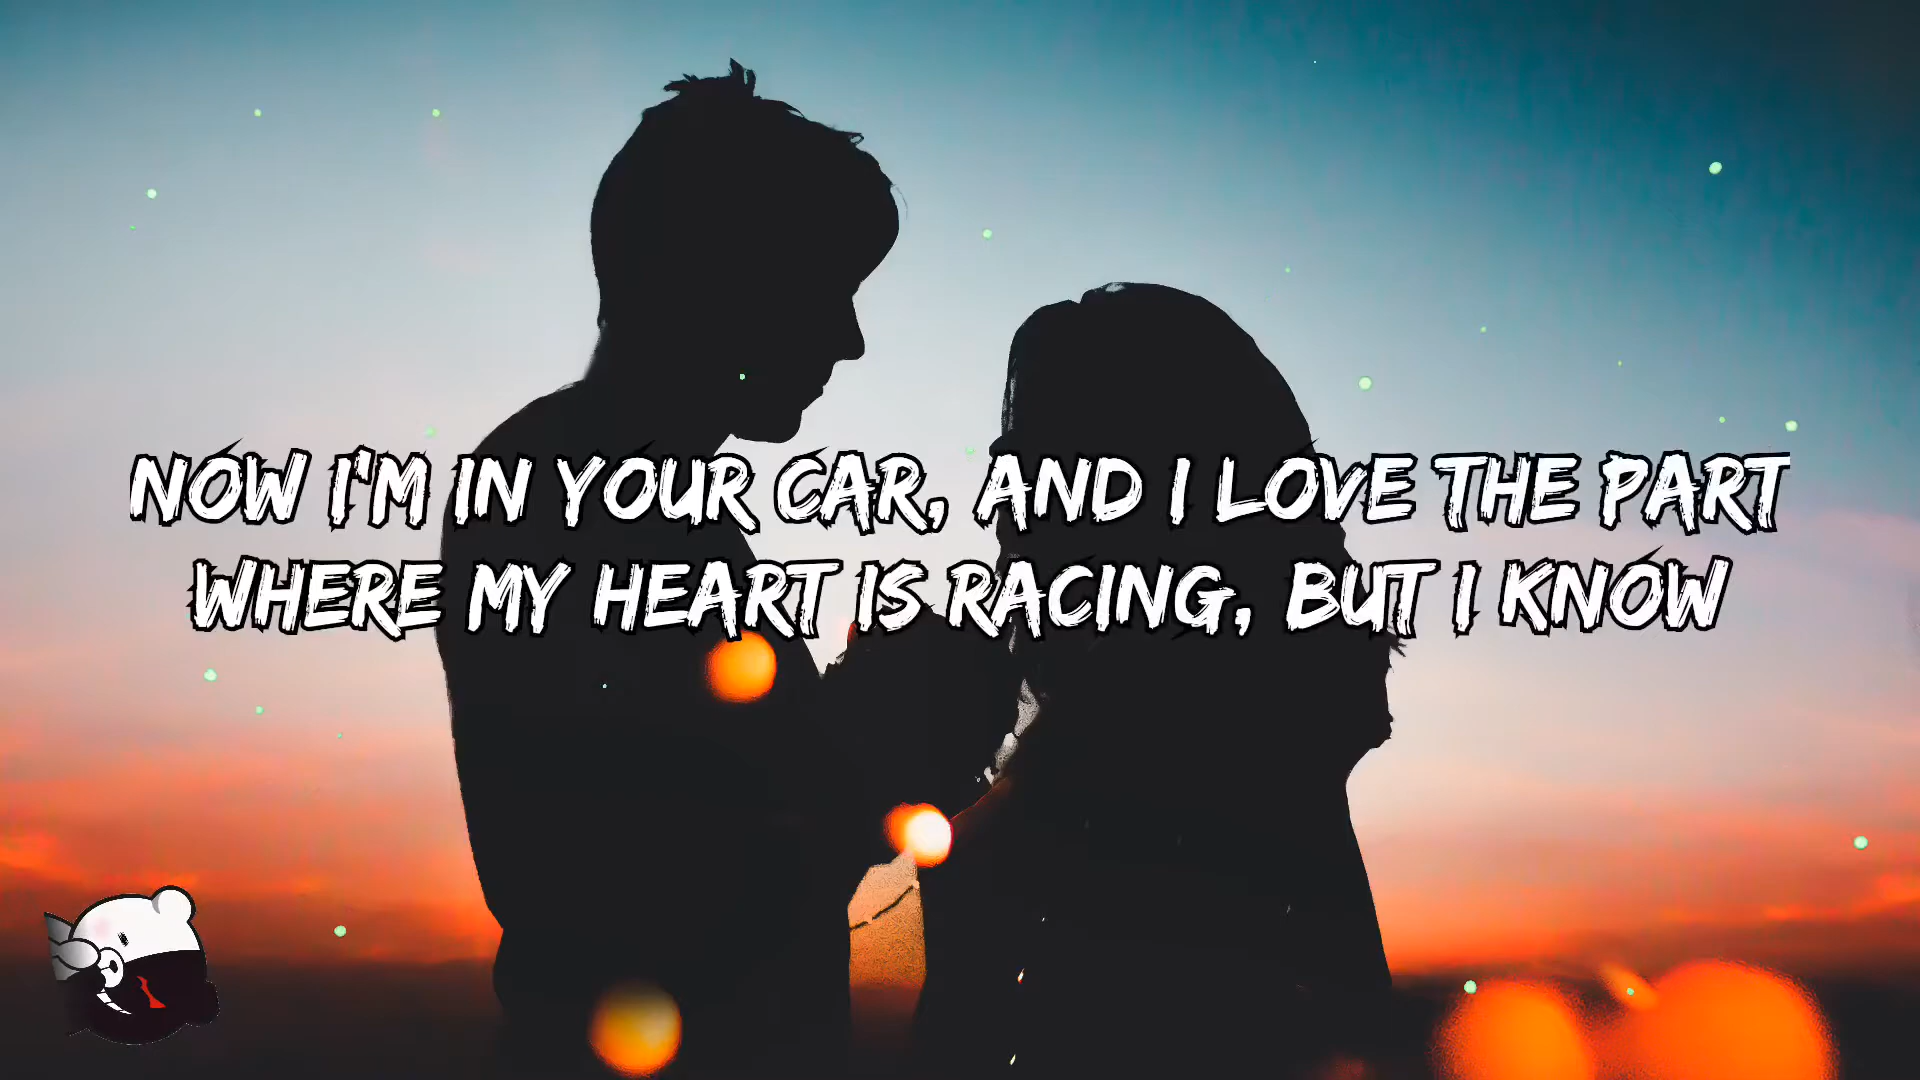 NOW I'M IN YOUR CAR, AND I LOVE THE PART
WHERE MY HEART IS RACING, BUT I KNOW